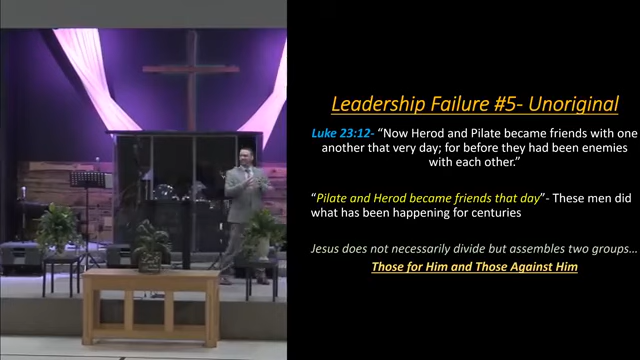 Leadership Failure #5- Unoriginal
Luke 23:12- “Now Herod and Pilate became friends with one
another that very day; for before they had been enemies
with each other.”
“Pilate and Herod became friends that day”- These men did
what has been happening for centuries
Jesus does not necessarily divide but assembles two groups…
Those for Him and Those Against Him